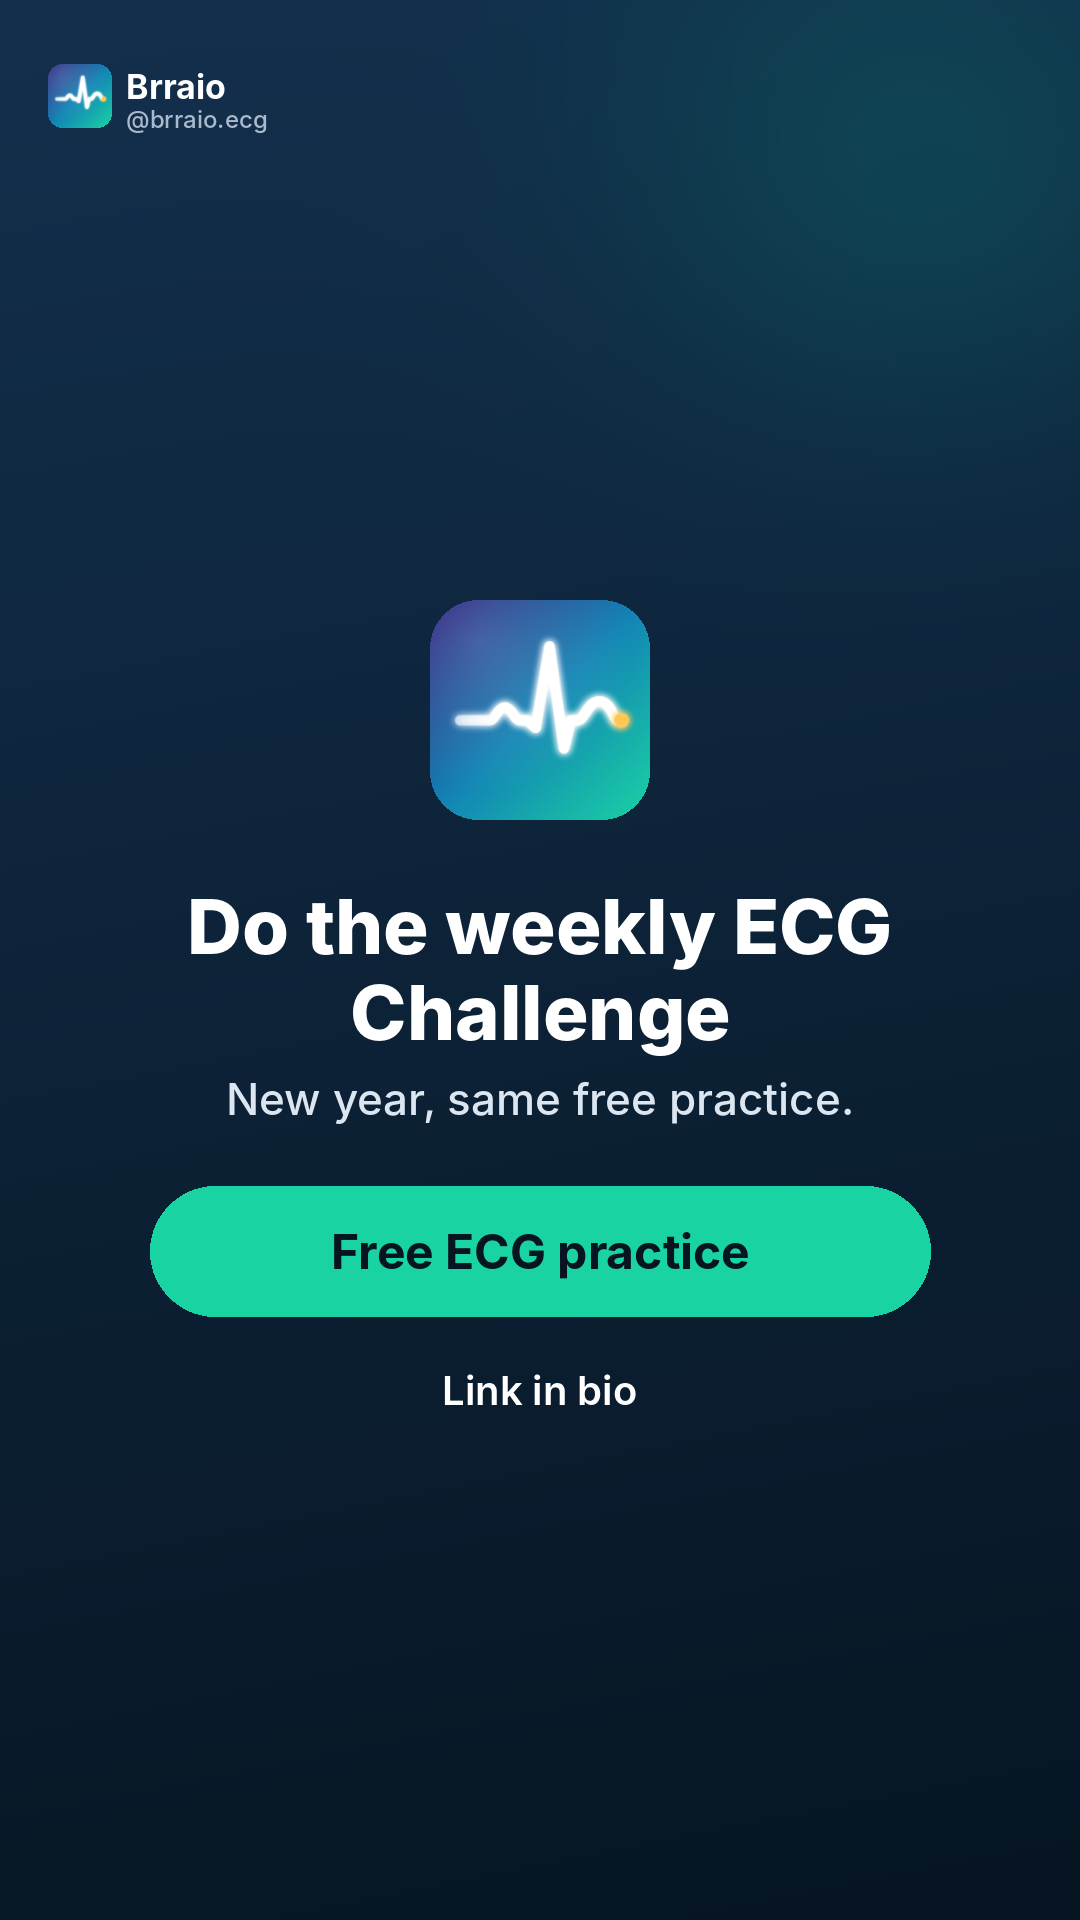 Brraio
@brraio.ecg
Do the weekly ECG
Challenge
New year, same free practice.
Free ECG practice
Link in bio